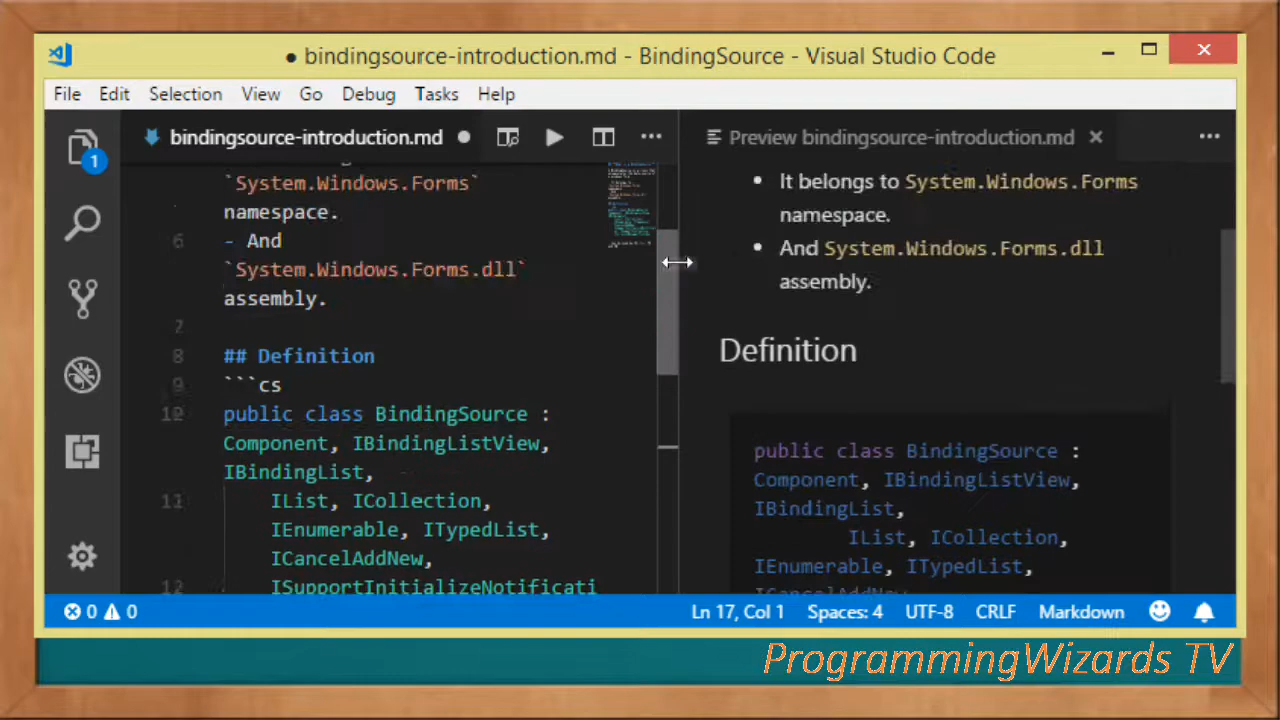 ● bindingsource-introduction.md - BindingSource - Visual Studio Code
File Edit Selection View Go Debug Tasks Help
1
bindingsource-introduction.md ●
`System.Windows.Forms`
namespace.
6 - And
`System.Windows.Forms.dll`
assembly.
7
8 ## Definition
9 ```cs
10 public class BindingSource :
Component, IBindingListView,
IBindingList,
11 IList, ICollection,
IEnumerable, ITypedList,
ICancelAddNew,
12 ISupportInitializeNotificati
Preview bindingsource-introduction.md
• It belongs to System.Windows.Forms
namespace.
• And System.Windows.Forms.dll
assembly.
Definition
public class BindingSource :
Component, IBindingListView,
IBindingList,
IList, ICollection,
IEnumerable, ITypedList,
ICancelAddNew,
0 0 Ln 17, Col 1 Spaces: 4 UTF-8 CRLF Markdown
ProgrammingWizards TV